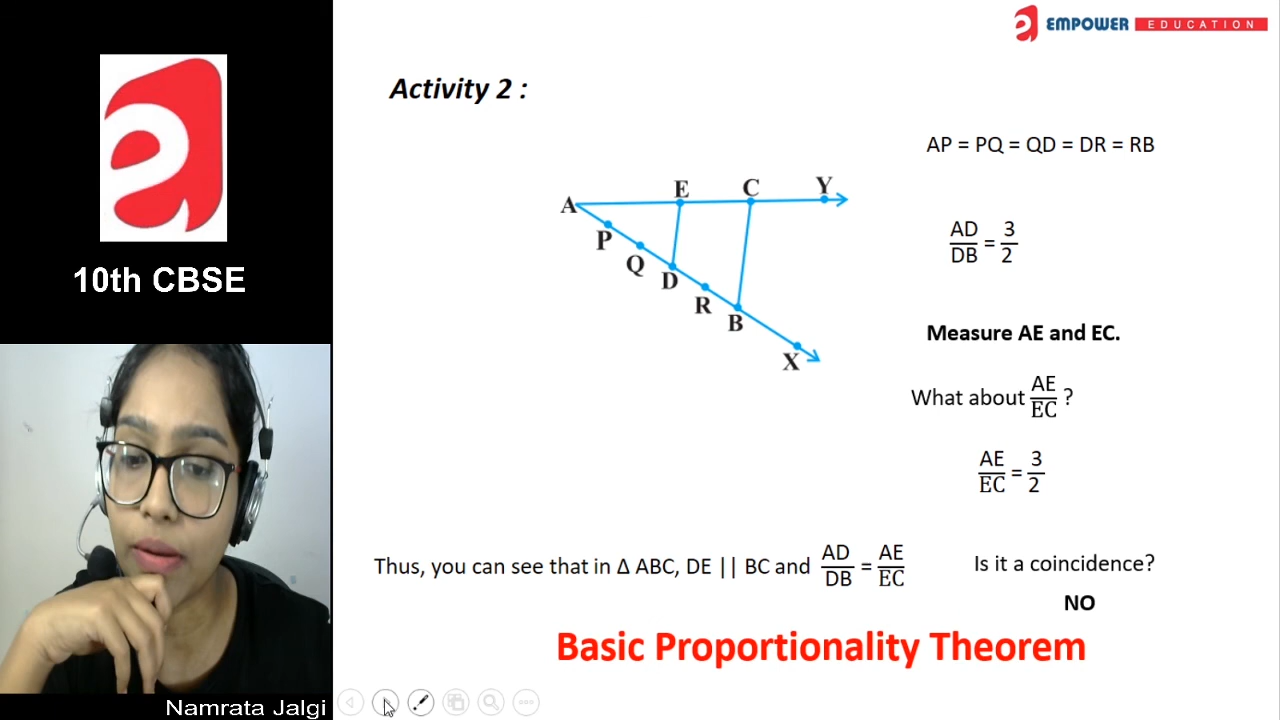 EMPOWER EDUCATION
Activity 2 :
AP = PQ = QD = DR = RB
A E C Y
P
Q
D
R
B
X
AD/DB = 3/2
Measure AE and EC.
What about AE/EC ?
AE/EC = 3/2
Thus, you can see that in Δ ABC, DE || BC and AD/DB = AE/EC
Is it a coincidence?
NO
Basic Proportionality Theorem
10th CBSE
Namrata Jalgi